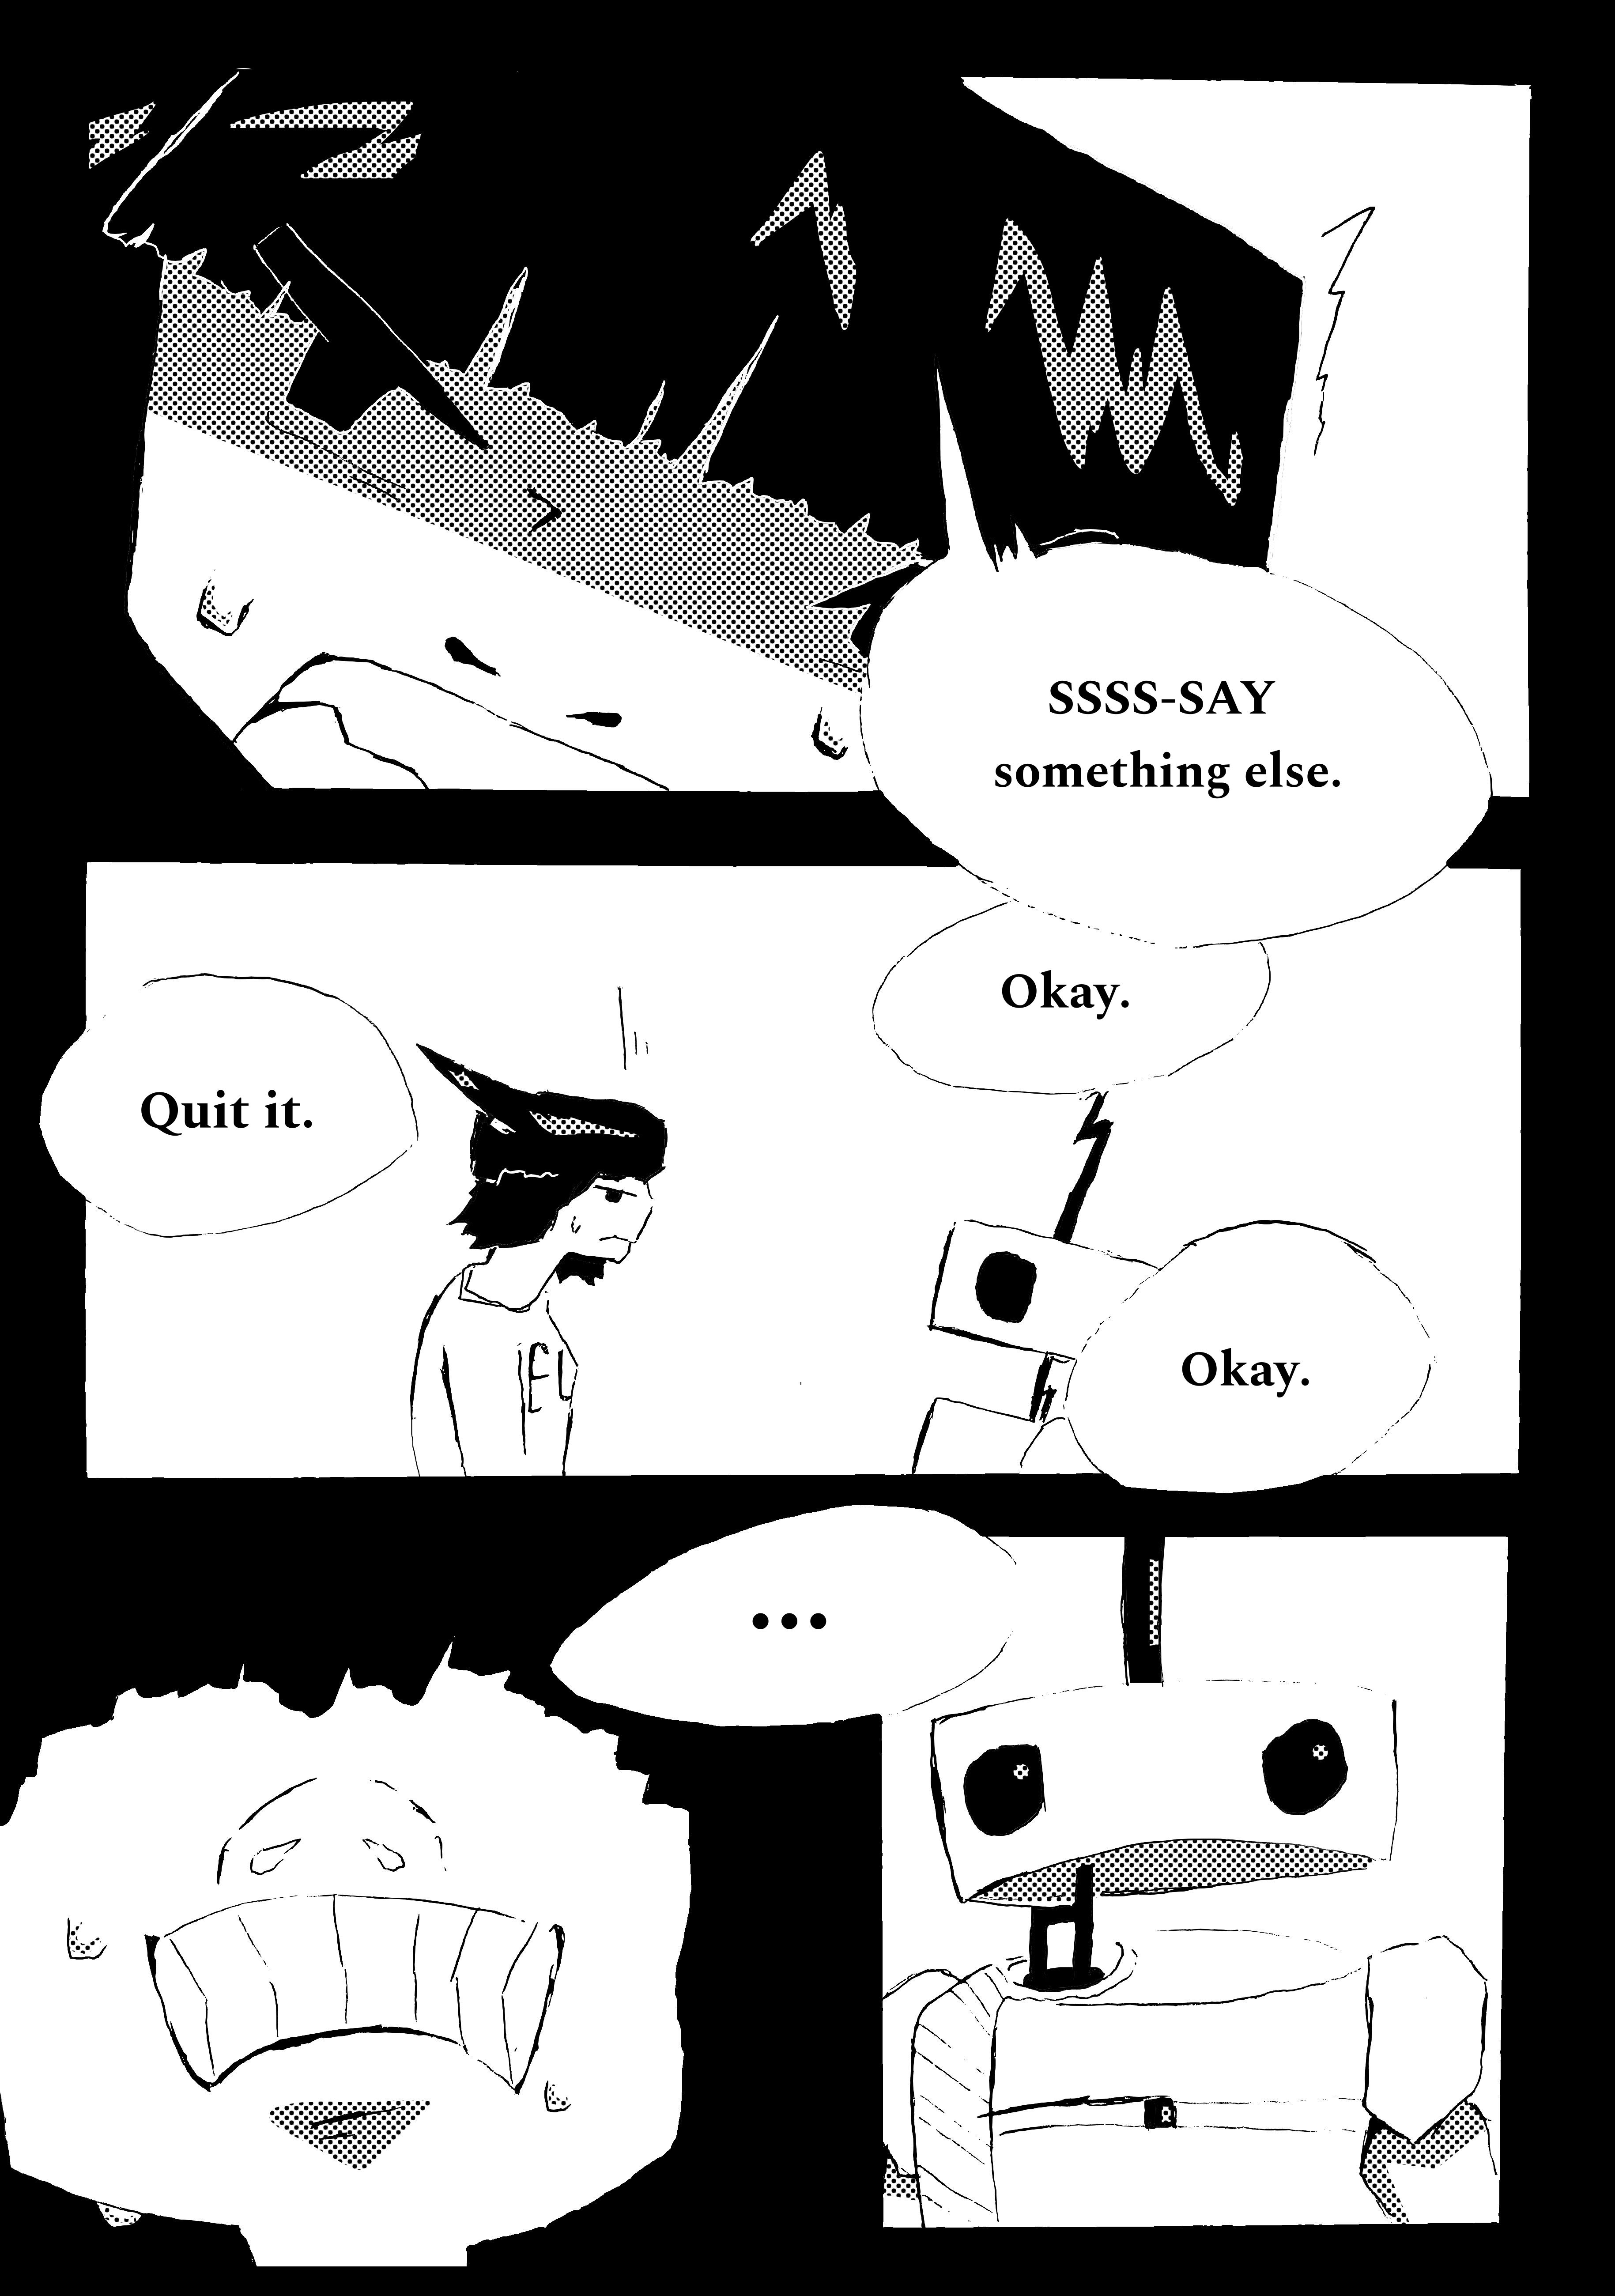 SSSS-SAY
something else.
Okay.
Quit it.
Okay.
...